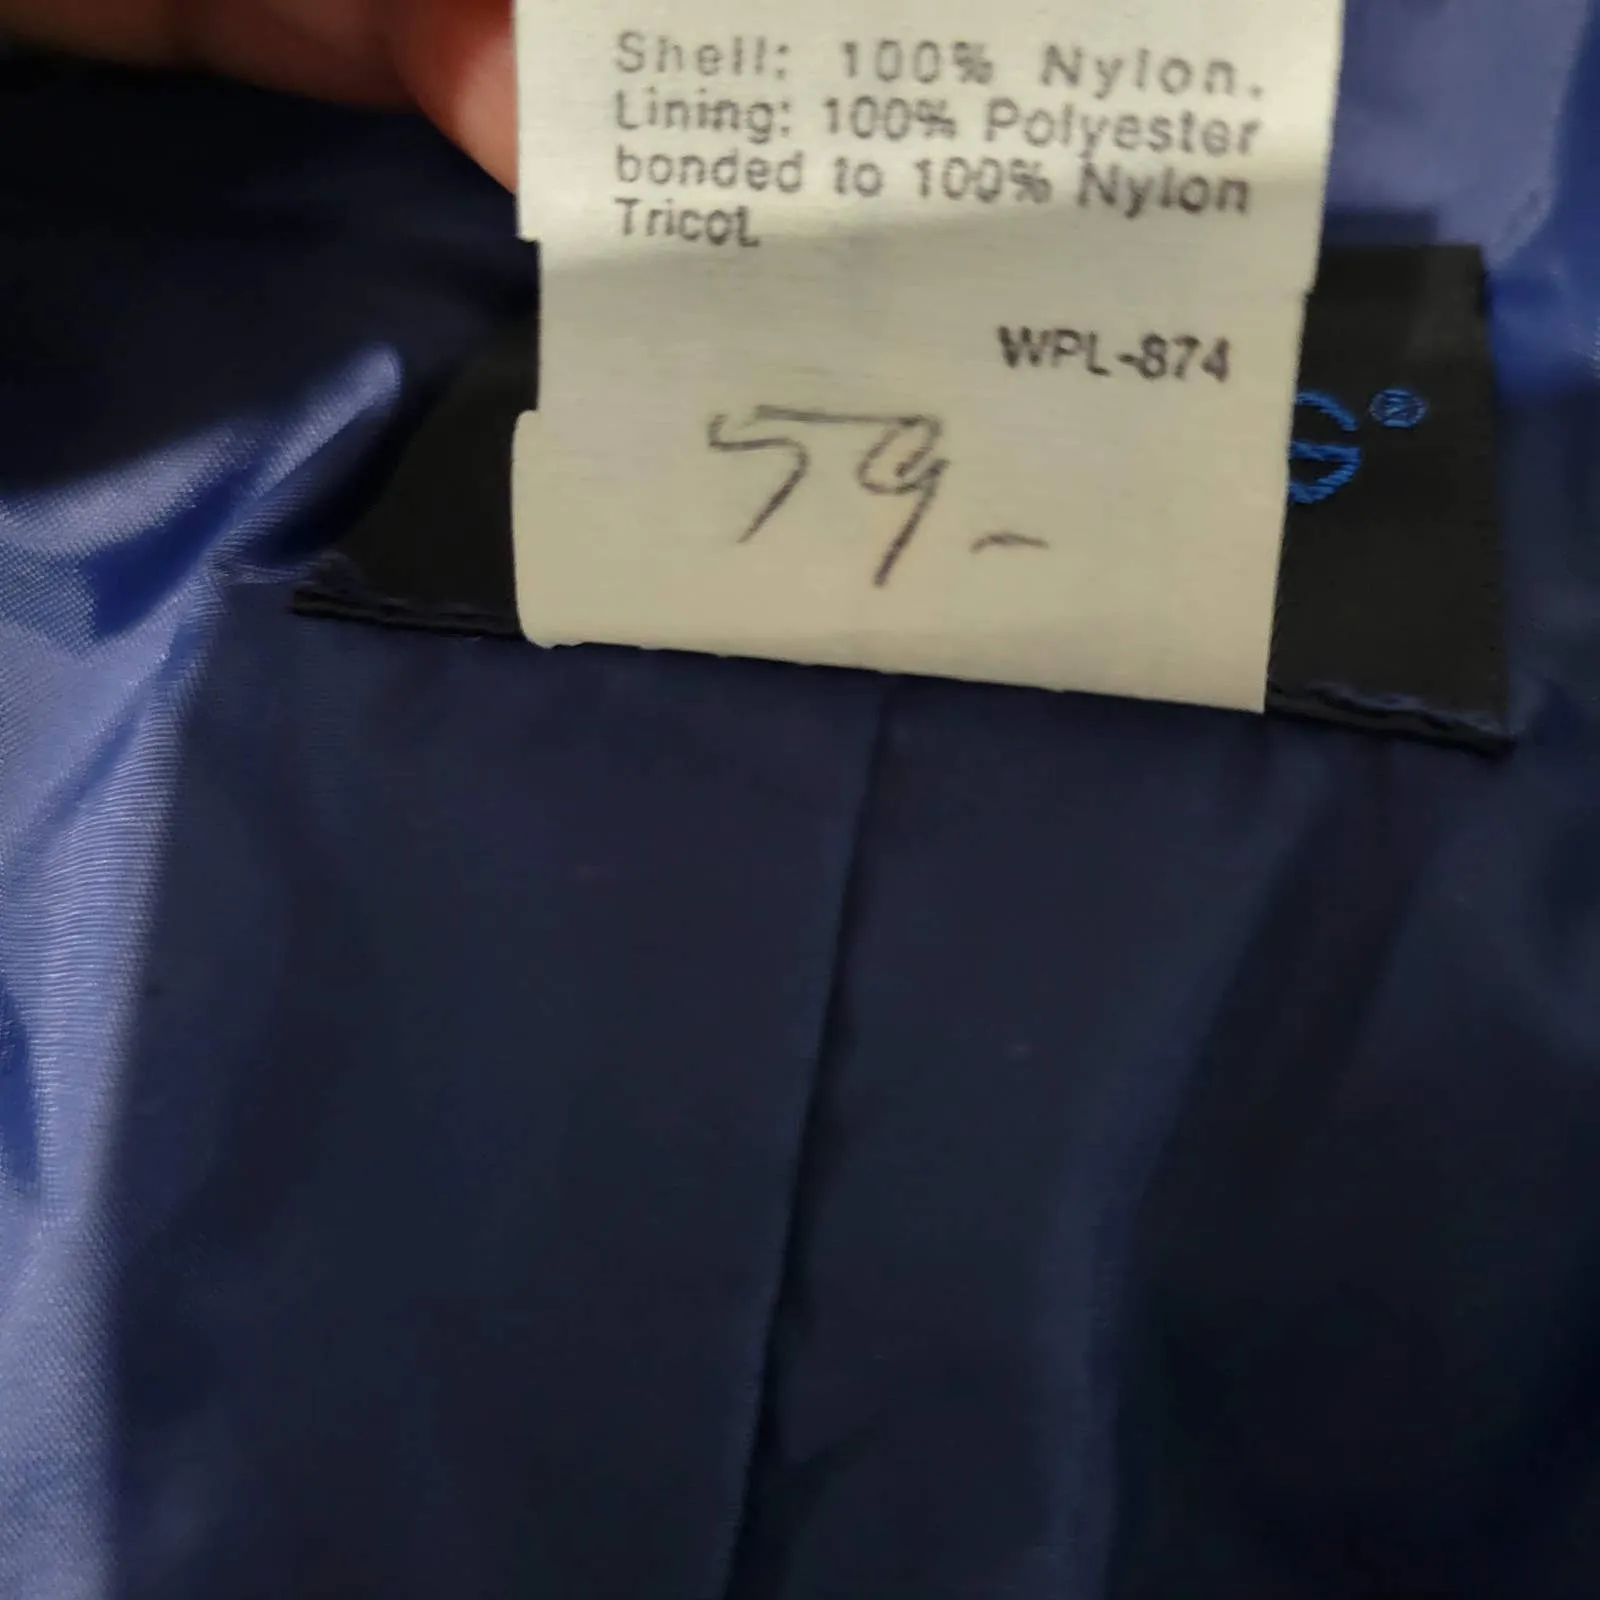 Shell: 100% Nylon.
Lining: 100% Polyester
bonded to 100% Nylon
Tricot
WPL-874
59-
®